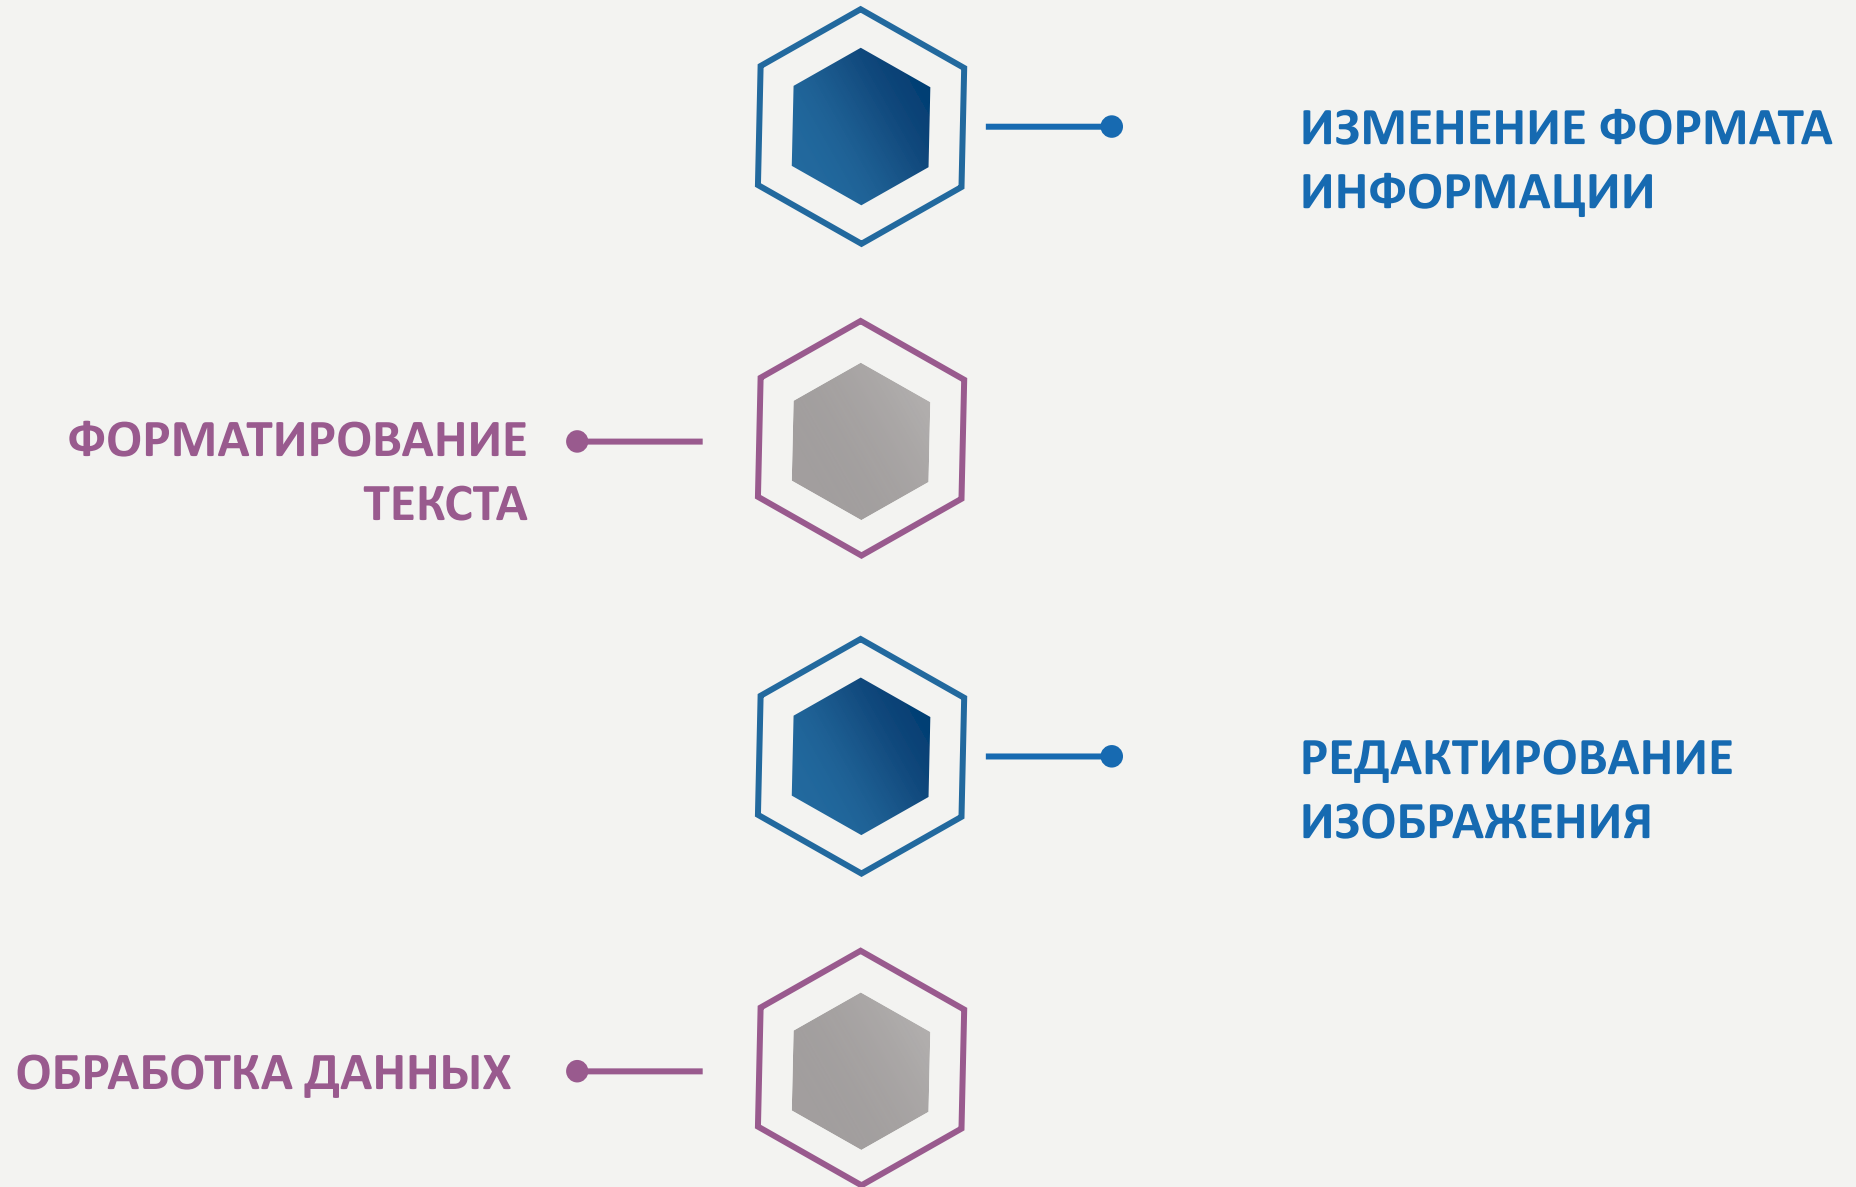 ИЗМЕНЕНИЕ ФОРМАТА
ИНФОРМАЦИИ
ФОРМАТИРОВАНИЕ
ТЕКСТА
РЕДАКТИРОВАНИЕ
ИЗОБРАЖЕНИЯ
ОБРАБОТКА ДАННЫХ